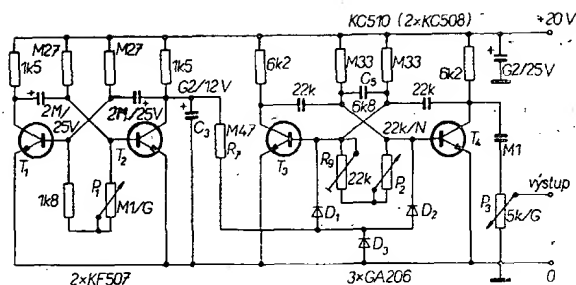 KC510 (2×KC508)
+20 V
M27
M27
1k5
1k5
6k2
M33
M33
6k2
G2/25V
G2/12V
C5
22k
22k
6k8
2M/
25V
2M/25V
C3
M47
R7
22k/N
T1
T2
T3
T4
M1
R9
22k
P2
1k8
P1
M1/G
D1
D2
D3
P3
5k/G
výstup
0
2×KF507
3×GA206